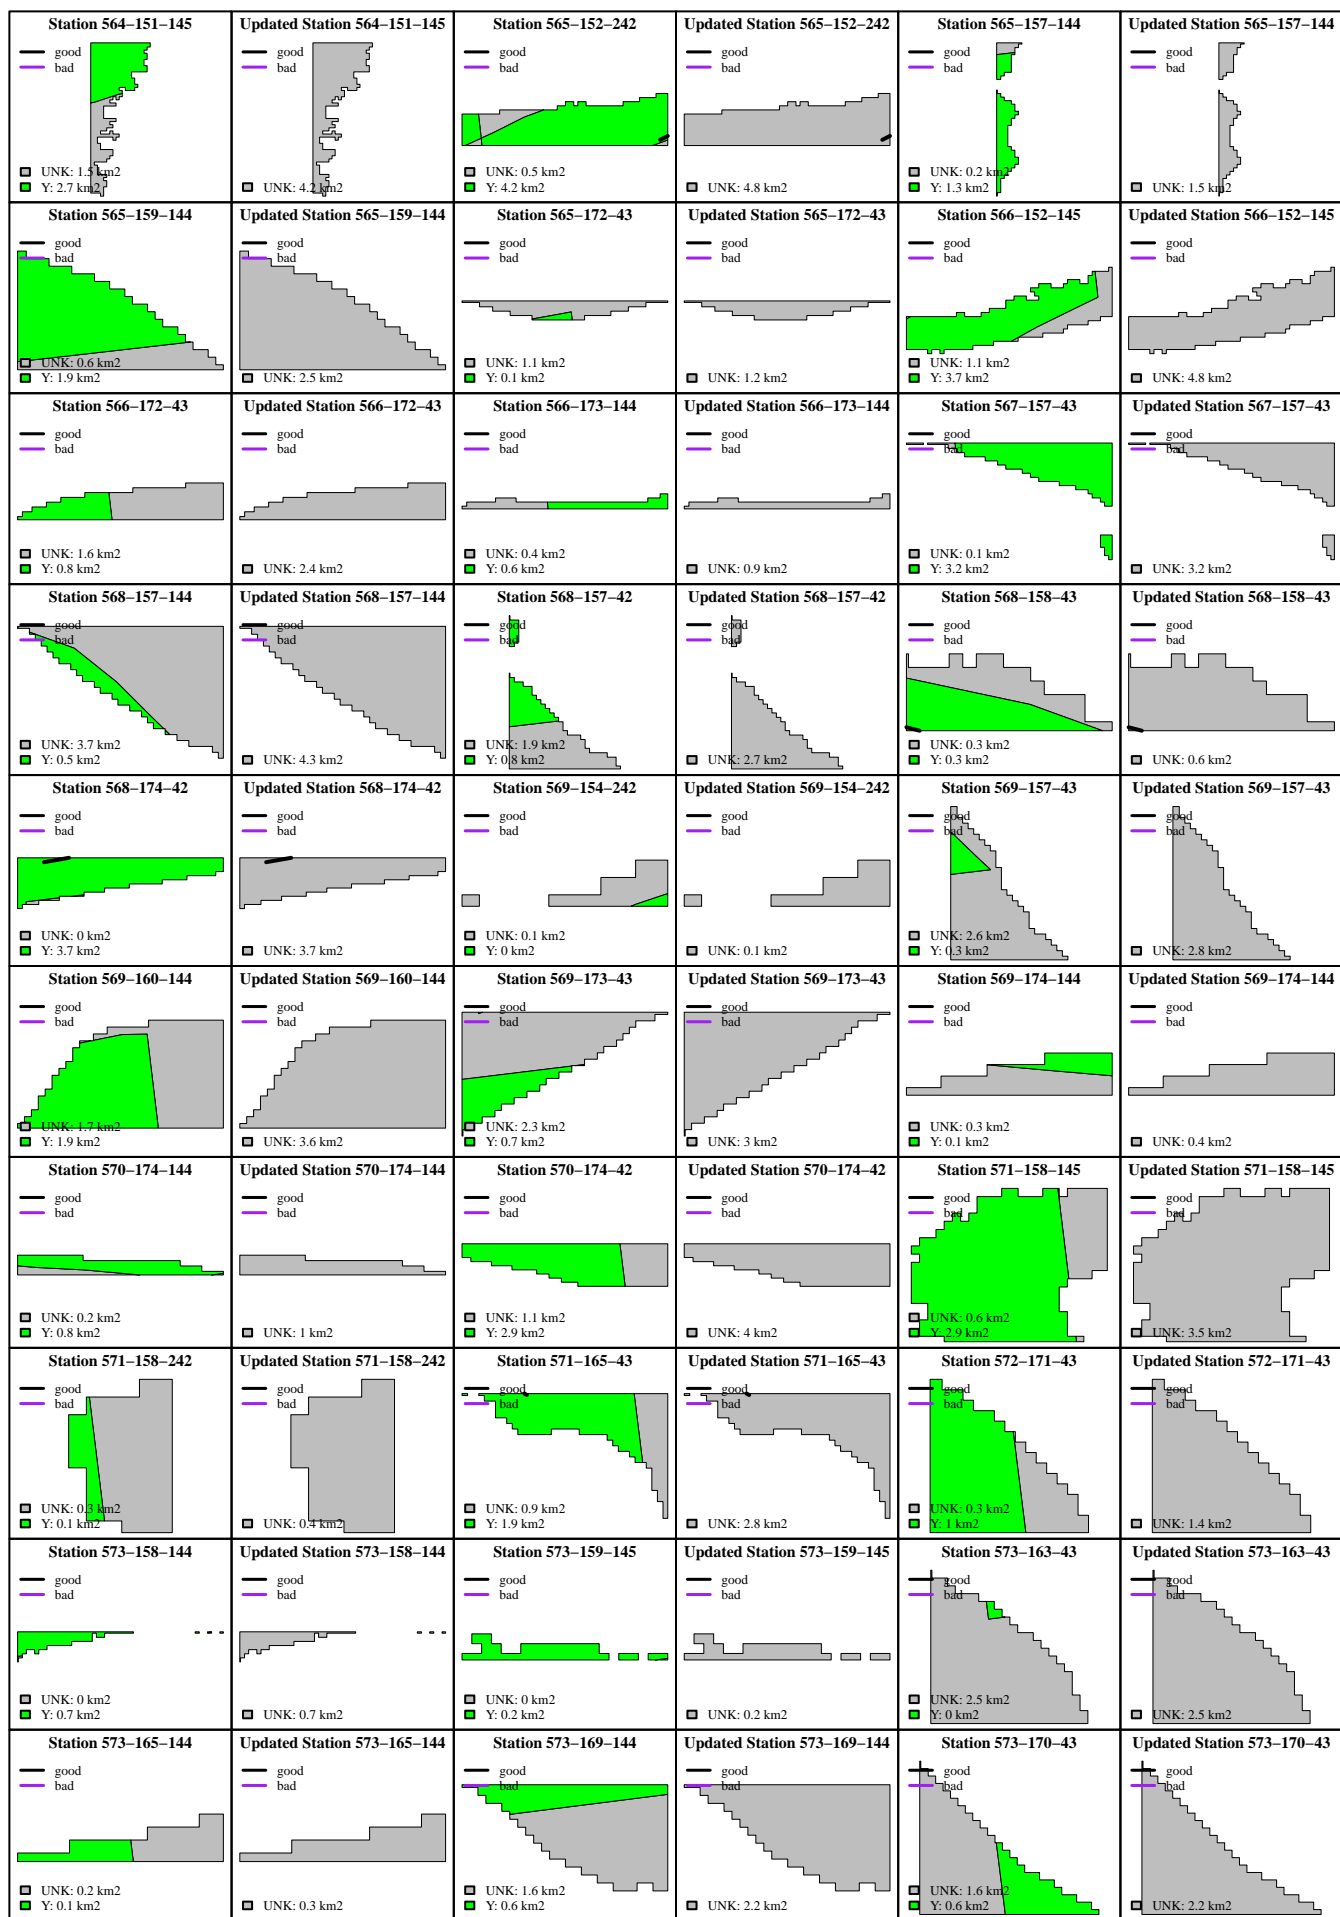 Station 564−151−145
good
bad
UNK: 1.5 km2
Y: 2.7 km2
Updated Station 564−151−145
good
bad
UNK: 4.2 km2
Station 565−152−242
good
bad
UNK: 0.5 km2
Y: 4.2 km2
Updated Station 565−152−242
good
bad
UNK: 4.8 km2
Station 565−157−144
good
bad
UNK: 0.2 km2
Y: 1.3 km2
Updated Station 565−157−144
good
bad
UNK: 1.5 km2
Station 565−159−144
good
bad
UNK: 0.6 km2
Y: 1.9 km2
Updated Station 565−159−144
good
bad
UNK: 2.5 km2
Station 565−172−43
good
bad
UNK: 1.1 km2
Y: 0.1 km2
Updated Station 565−172−43
good
bad
UNK: 1.2 km2
Station 566−152−145
good
bad
UNK: 1.1 km2
Y: 3.7 km2
Updated Station 566−152−145
good
bad
UNK: 4.8 km2
Station 566−172−43
good
bad
UNK: 1.6 km2
Y: 0.8 km2
Updated Station 566−172−43
good
bad
UNK: 2.4 km2
Station 566−173−144
good
bad
UNK: 0.4 km2
Y: 0.6 km2
Updated Station 566−173−144
good
bad
UNK: 0.9 km2
Station 567−157−43
good
bad
UNK: 0.1 km2
Y: 3.2 km2
Updated Station 567−157−43
good
bad
UNK: 3.2 km2
Station 568−157−144
good
bad
UNK: 3.7 km2
Y: 0.5 km2
Updated Station 568−157−144
good
bad
UNK: 4.3 km2
Station 568−157−42
good
bad
UNK: 1.9 km2
Y: 0.8 km2
Updated Station 568−157−42
good
bad
UNK: 2.7 km2
Station 568−158−43
good
bad
UNK: 0.3 km2
Y: 0.3 km2
Updated Station 568−158−43
good
bad
UNK: 0.6 km2
Station 568−174−42
good
bad
UNK: 0 km2
Y: 3.7 km2
Updated Station 568−174−42
good
bad
UNK: 3.7 km2
Station 569−154−242
good
bad
UNK: 0.1 km2
Y: 0 km2
Updated Station 569−154−242
good
bad
UNK: 0.1 km2
Station 569−157−43
good
bad
UNK: 2.6 km2
Y: 0.3 km2
Updated Station 569−157−43
good
bad
UNK: 2.8 km2
Station 569−160−144
good
bad
UNK: 1.7 km2
Y: 1.9 km2
Updated Station 569−160−144
good
bad
UNK: 3.6 km2
Station 569−173−43
good
bad
UNK: 2.3 km2
Y: 0.7 km2
Updated Station 569−173−43
good
bad
UNK: 3 km2
Station 569−174−144
good
bad
UNK: 0.3 km2
Y: 0.1 km2
Updated Station 569−174−144
good
bad
UNK: 0.4 km2
Station 570−174−144
good
bad
UNK: 0.2 km2
Y: 0.8 km2
Updated Station 570−174−144
good
bad
UNK: 1 km2
Station 570−174−42
good
bad
UNK: 1.1 km2
Y: 2.9 km2
Updated Station 570−174−42
good
bad
UNK: 4 km2
Station 571−158−145
good
bad
UNK: 0.6 km2
Y: 2.9 km2
Updated Station 571−158−145
good
bad
UNK: 3.5 km2
Station 571−158−242
good
bad
UNK: 0.3 km2
Y: 0.1 km2
Updated Station 571−158−242
good
bad
UNK: 0.4 km2
Station 571−165−43
good
bad
UNK: 0.9 km2
Y: 1.9 km2
Updated Station 571−165−43
good
bad
UNK: 2.8 km2
Station 572−171−43
good
bad
UNK: 0.3 km2
Y: 1 km2
Updated Station 572−171−43
good
bad
UNK: 1.4 km2
Station 573−158−144
good
bad
UNK: 0 km2
Y: 0.7 km2
Updated Station 573−158−144
good
bad
UNK: 0.7 km2
Station 573−159−145
good
bad
UNK: 0 km2
Y: 0.2 km2
Updated Station 573−159−145
good
bad
UNK: 0.2 km2
Station 573−163−43
good
bad
UNK: 2.5 km2
Y: 0 km2
Updated Station 573−163−43
good
bad
UNK: 2.5 km2
Station 573−165−144
good
bad
UNK: 0.2 km2
Y: 0.1 km2
Updated Station 573−165−144
good
bad
UNK: 0.3 km2
Station 573−169−144
good
bad
UNK: 1.6 km2
Y: 0.6 km2
Updated Station 573−169−144
good
bad
UNK: 2.2 km2
Station 573−170−43
good
bad
UNK: 1.6 km2
Y: 0.6 km2
Updated Station 573−170−43
good
bad
UNK: 2.2 km2